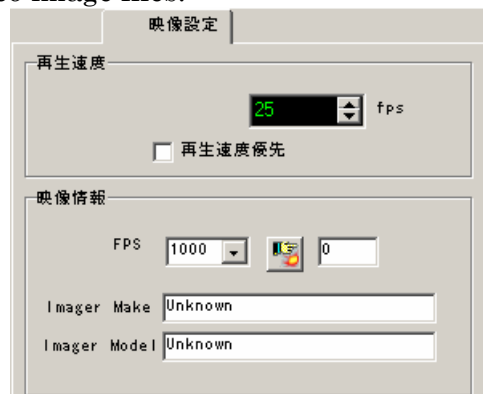 映像設定
再生速度
25 fps
再生速度優先
映像情報
FPS 1000 0
Imager Make Unknown
Imager Model Unknown